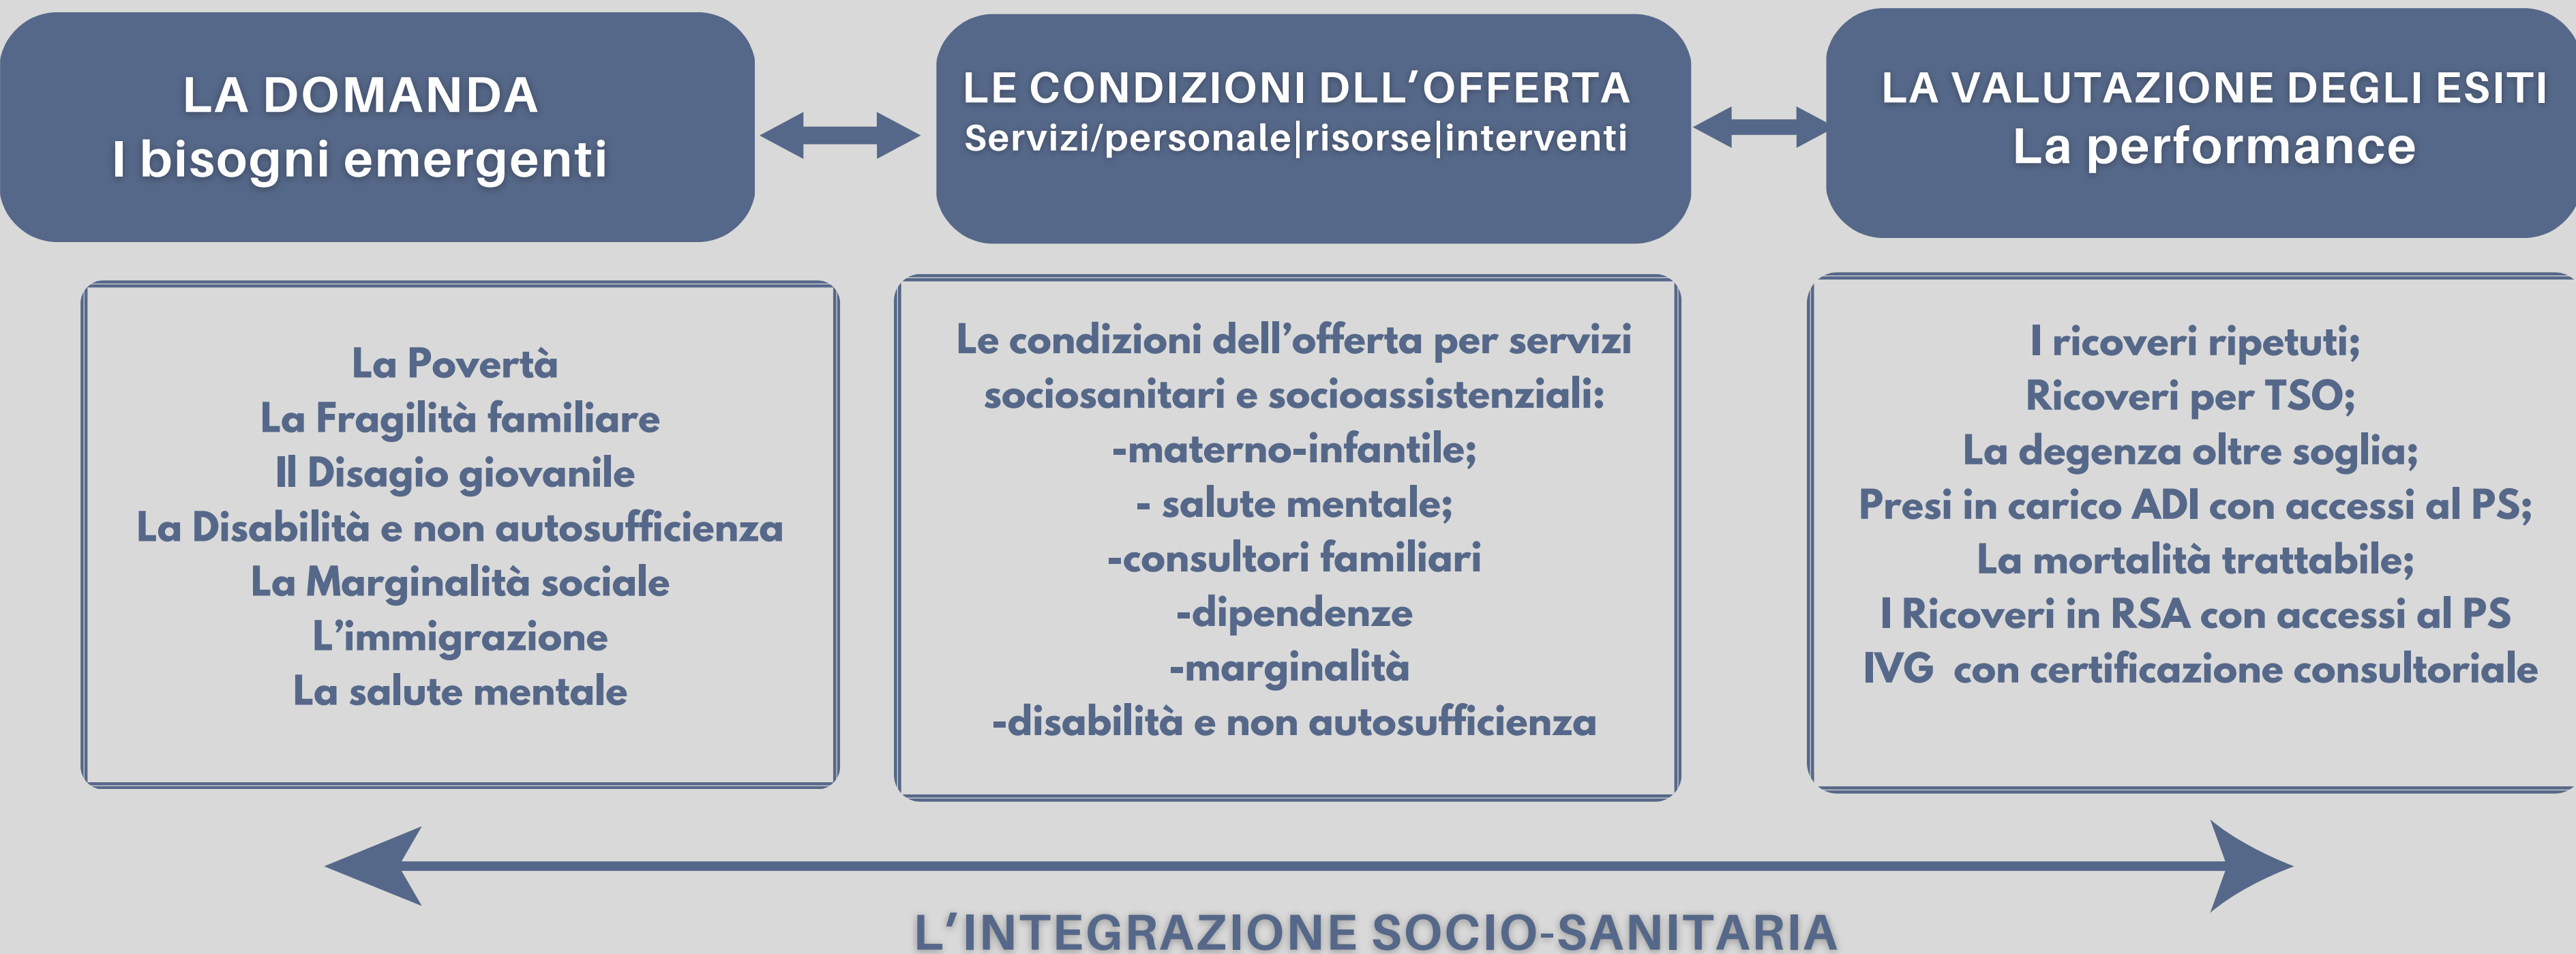 LA DOMANDA
I bisogni emergenti
LE CONDIZIONI DLL’OFFERTA
Servizi/personale|risorse|interventi
LA VALUTAZIONE DEGLI ESITI
La performance
La Povertà
La Fragilità familiare
Il Disagio giovanile
La Disabilità e non autosufficienza
La Marginalità sociale
L’immigrazione
La salute mentale
Le condizioni dell’offerta per servizi
sociosanitari e socioassistenziali:
-materno-infantile;
- salute mentale;
-consultori familiari
-dipendenze
-marginalità
-disabilità e non autosufficienza
I ricoveri ripetuti;
Ricoveri per TSO;
La degenza oltre soglia;
Presi in carico ADI con accessi al PS;
La mortalità trattabile;
I Ricoveri in RSA con accessi al PS
IVG  con certificazione consultoriale
L’INTEGRAZIONE SOCIO-SANITARIA